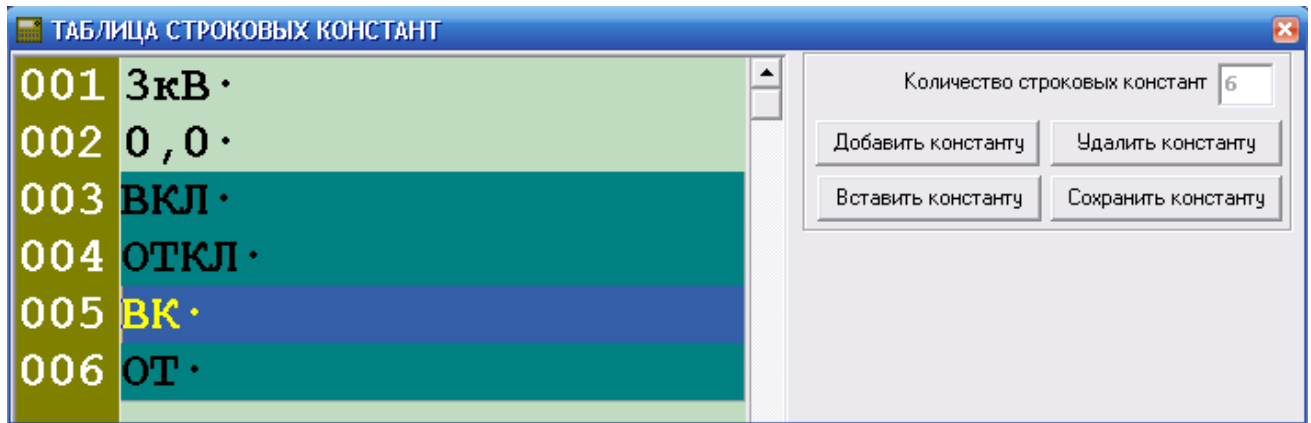 ТАБЛИЦА СТРОКОВЫХ КОНСТАНТ
001 3кВ·
002 0,0·
003 ВКЛ·
004 ОТКЛ·
005 ВК·
006 ОТ·
Количество строковых констант 6
Добавить константу Удалить константу
Вставить константу Сохранить константу